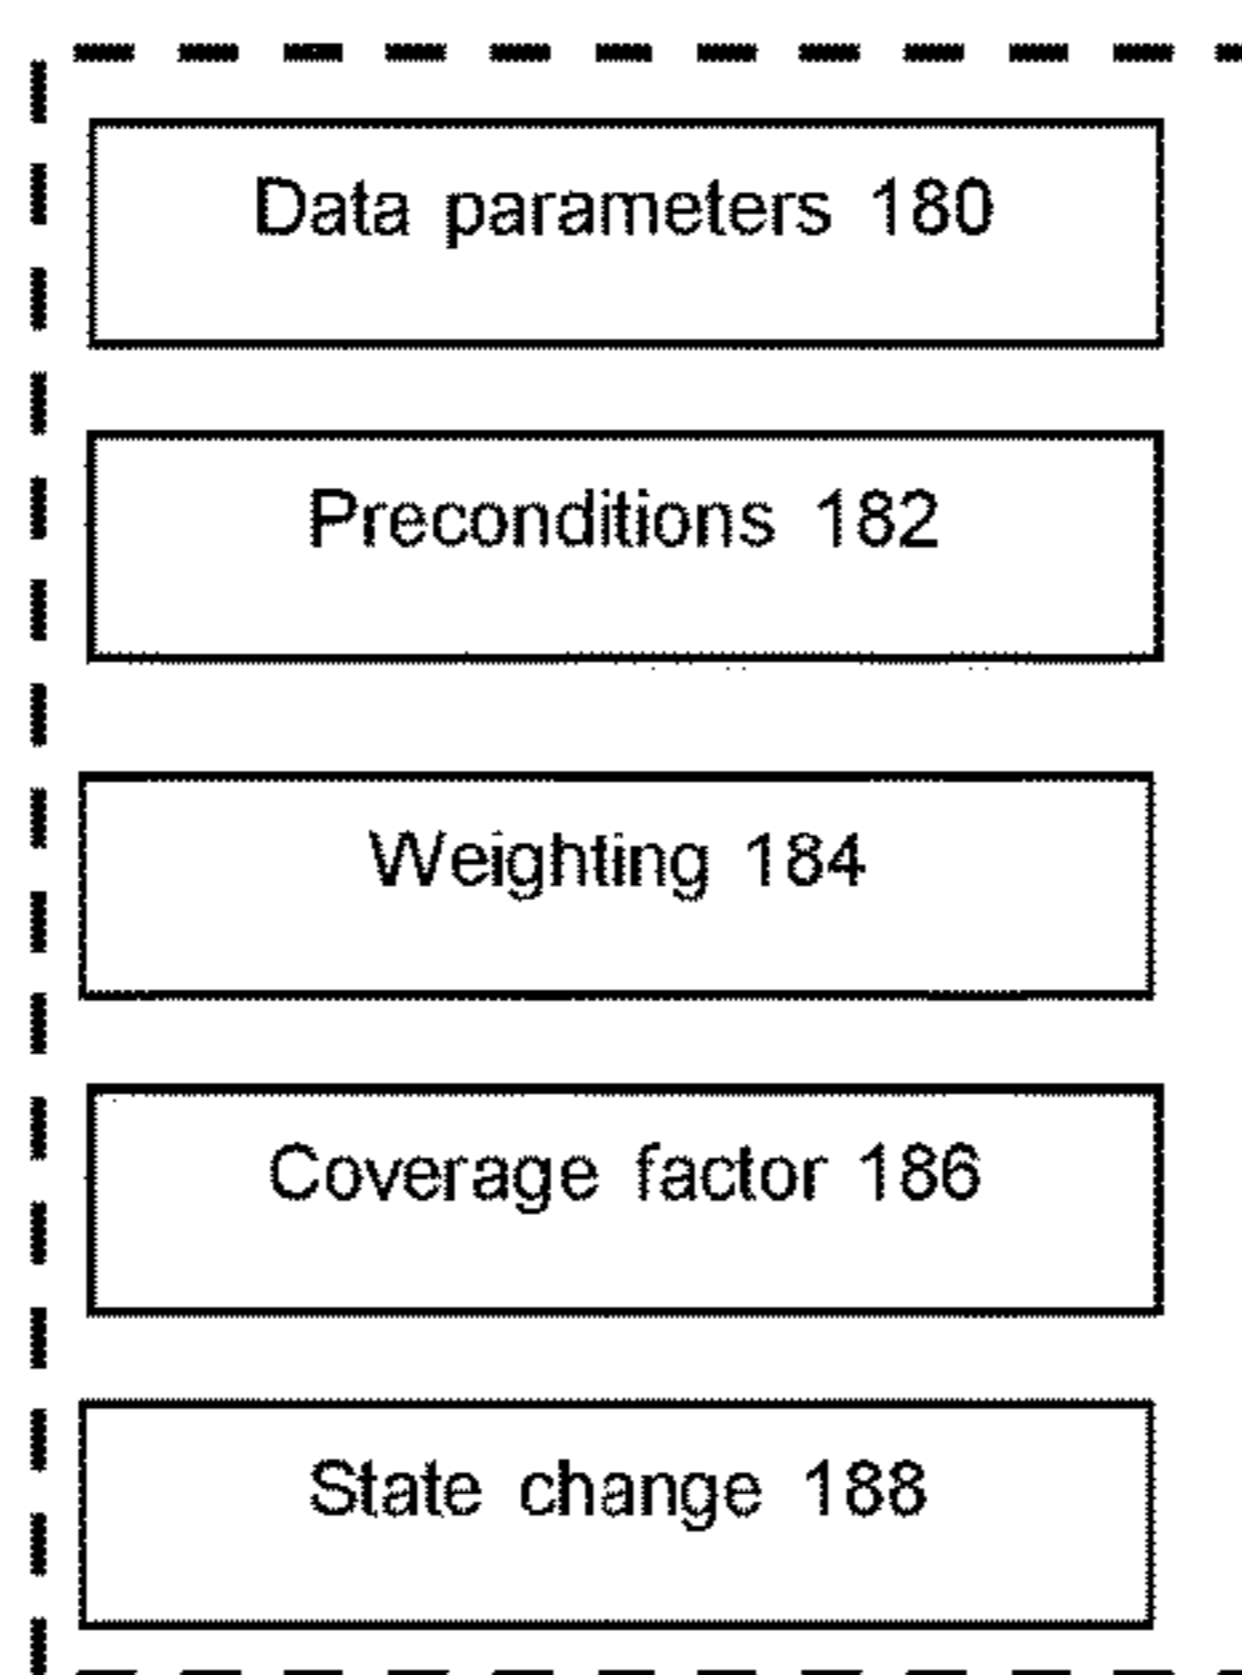 Data parameters 180
Preconditions 182
Weighting 184
Coverage factor 186
State change 188